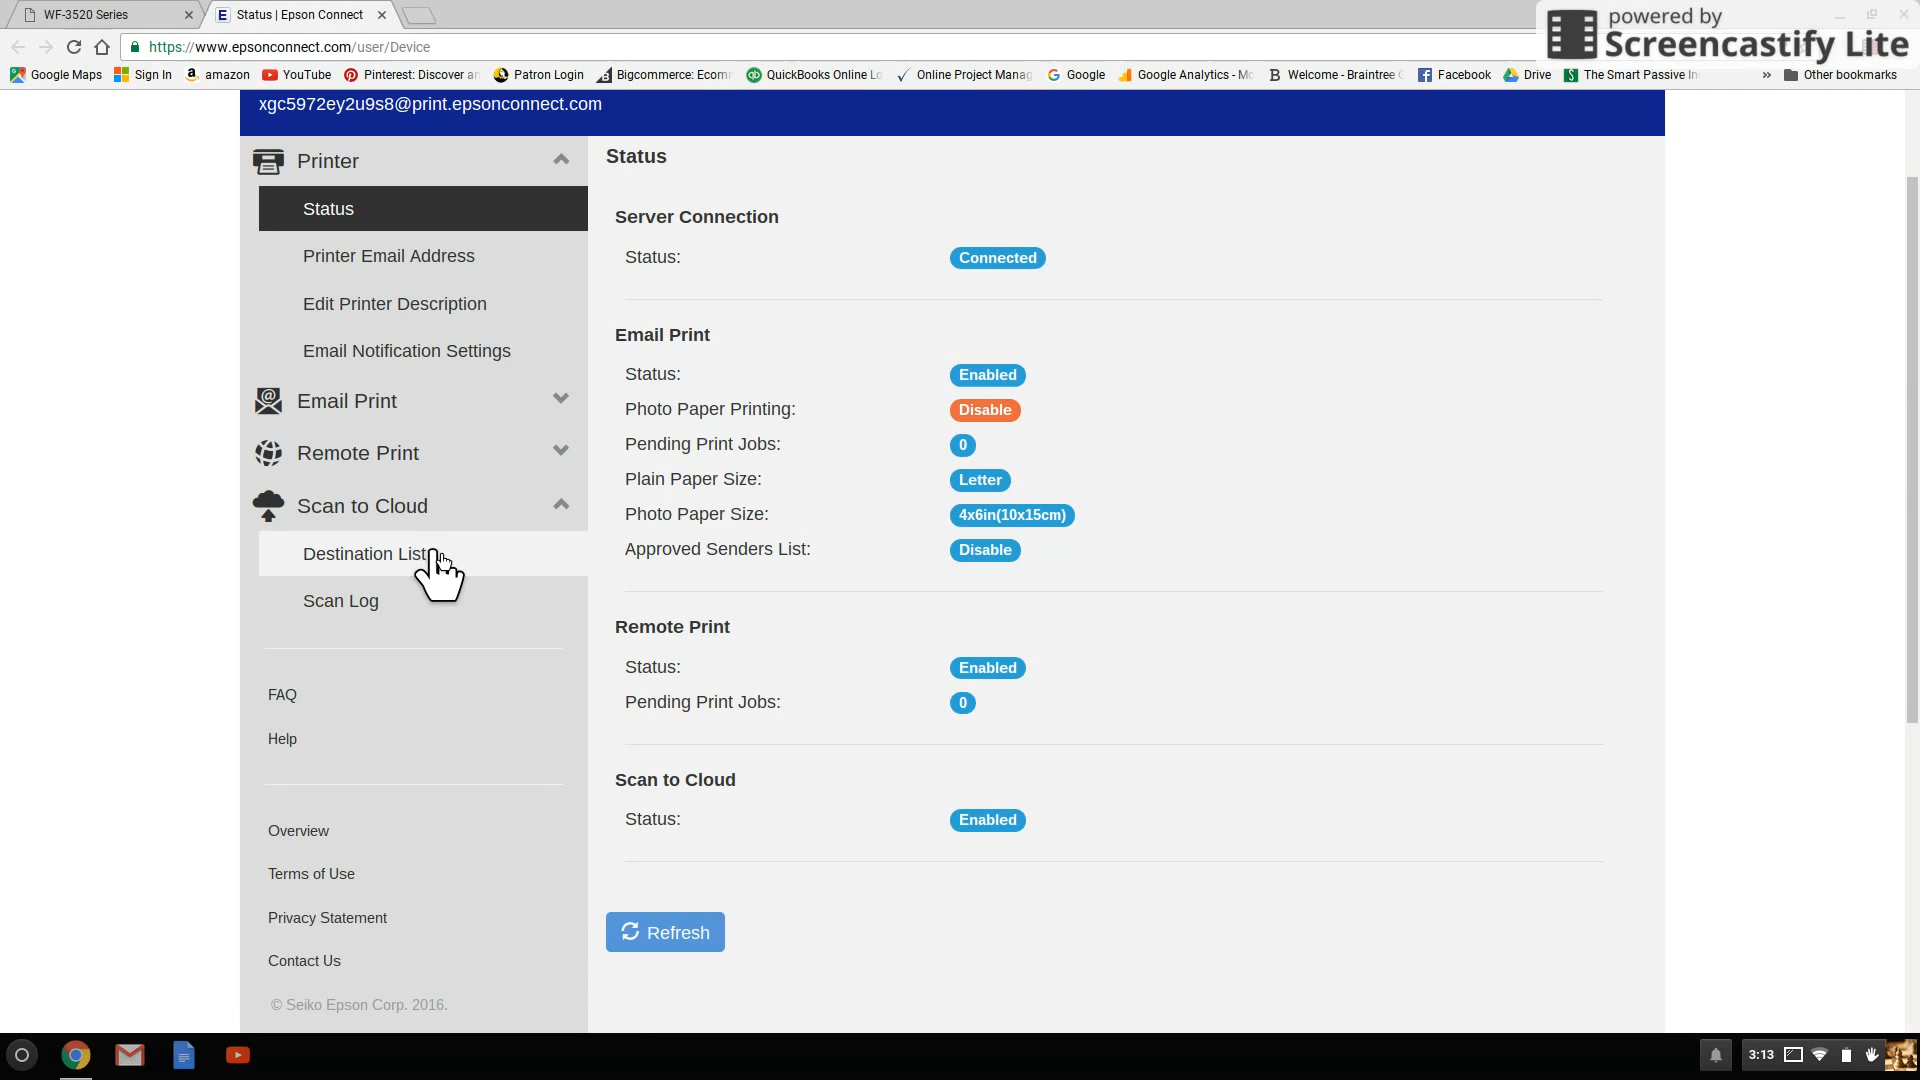 WF-3520 Series
Status | Epson Connect
powered by
Screencastify Lite
https://www.epsonconnect.com/user/Device
Google Maps
Sign In
amazon
YouTube
Pinterest: Discover an
Patron Login
Bigcommerce: Ecom
QuickBooks Online Lo
Online Project Manag
Google
Google Analytics - Mo
Welcome - Braintree
Facebook
Drive
The Smart Passive In
Other bookmarks
xgc5972ey2u9s8@print.epsonconnect.com
Printer
Status
Printer Email Address
Edit Printer Description
Email Notification Settings
Email Print
Remote Print
Scan to Cloud
Destination List
Scan Log
FAQ
Help
Overview
Terms of Use
Privacy Statement
Contact Us
© Seiko Epson Corp. 2016.
Status
Server Connection
Status: Connected
Email Print
Status: Enabled
Photo Paper Printing: Disable
Pending Print Jobs: 0
Plain Paper Size: Letter
Photo Paper Size: 4x6in(10x15cm)
Approved Senders List: Disable
Remote Print
Status: Enabled
Pending Print Jobs: 0
Scan to Cloud
Status: Enabled
Refresh
3:13